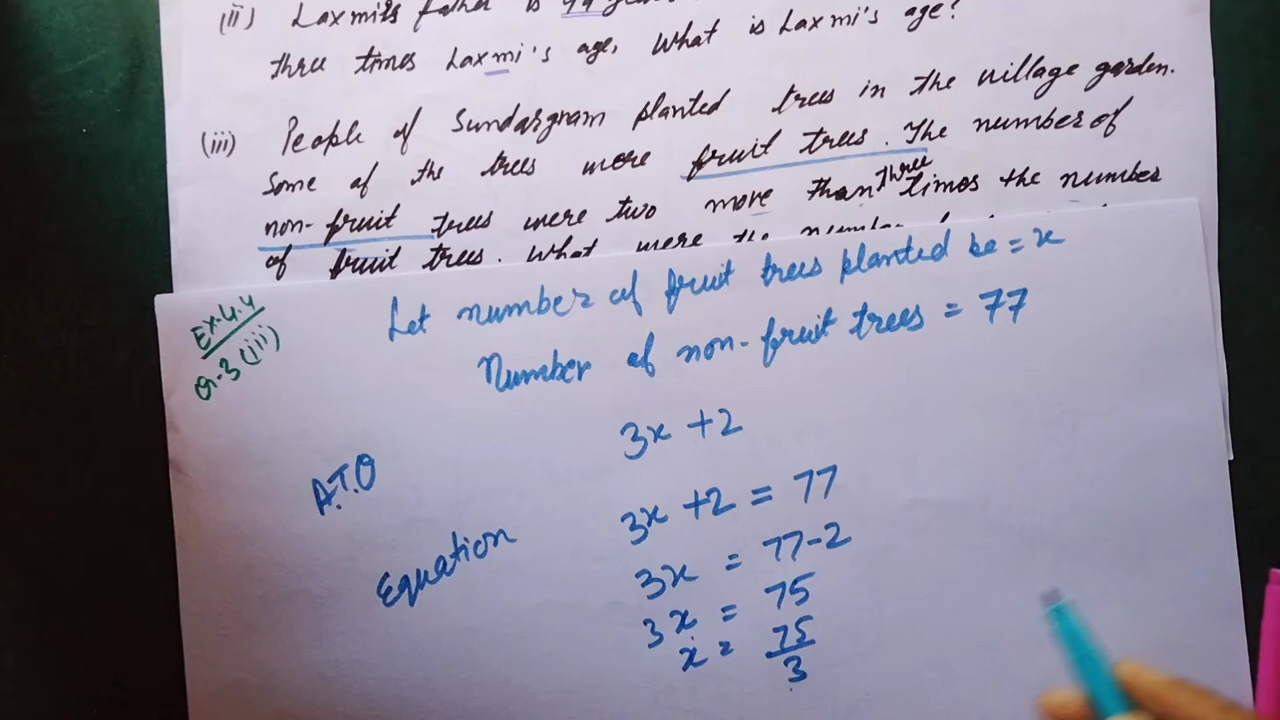 (ii) Laxmi's father is 49 years
three times Laxmi's age. What is Laxmi's age?
(iii) People of Sundargram planted trees in the village garden.
Some of the trees were fruit trees. The number of
non-fruit trees were two more than three times the number
of fruit trees. What were the number
Ex-4.4
Q-3 (iii)
Let number of fruit trees planted be = x
Number of non-fruit trees = 77
3x + 2
A.T.Q
Equation
3x + 2 = 77
3x = 77-2
3x = 75
x = 75/3